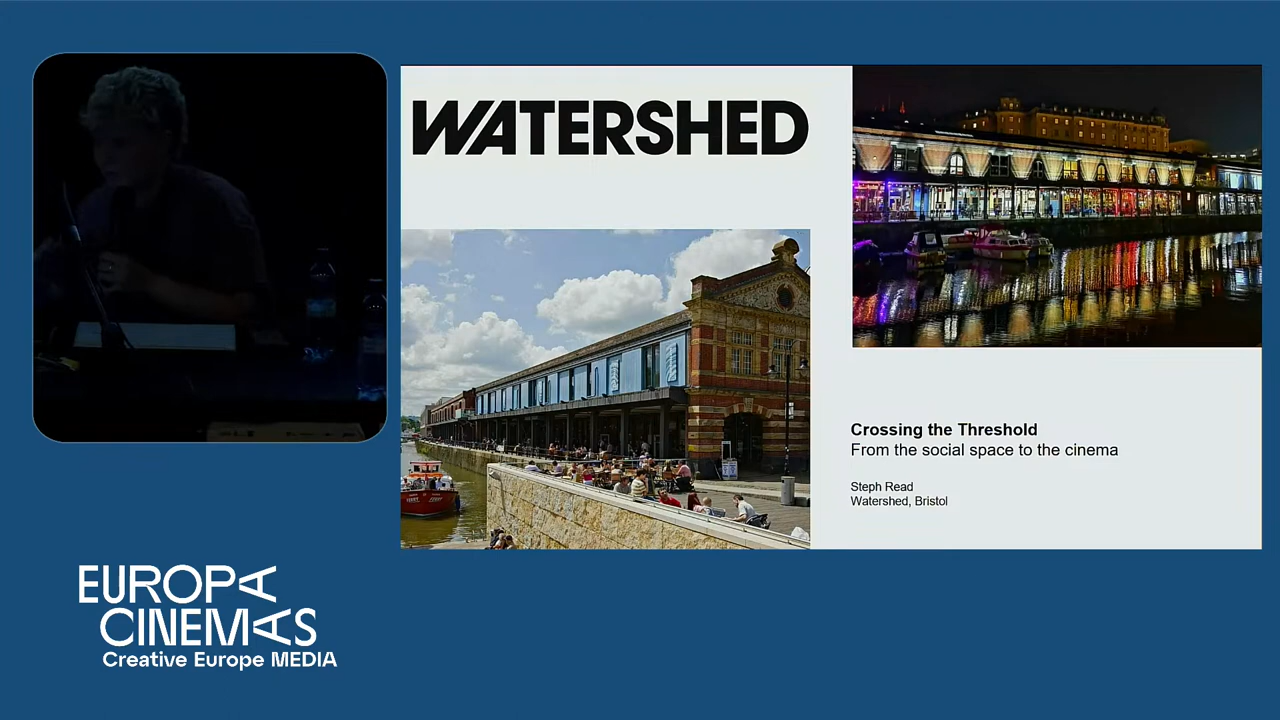 WATERSHED
Crossing the Threshold
From the social space to the cinema
Steph Read
Watershed, Bristol
EUROPA
CINEMAS
Creative Europe MEDIA